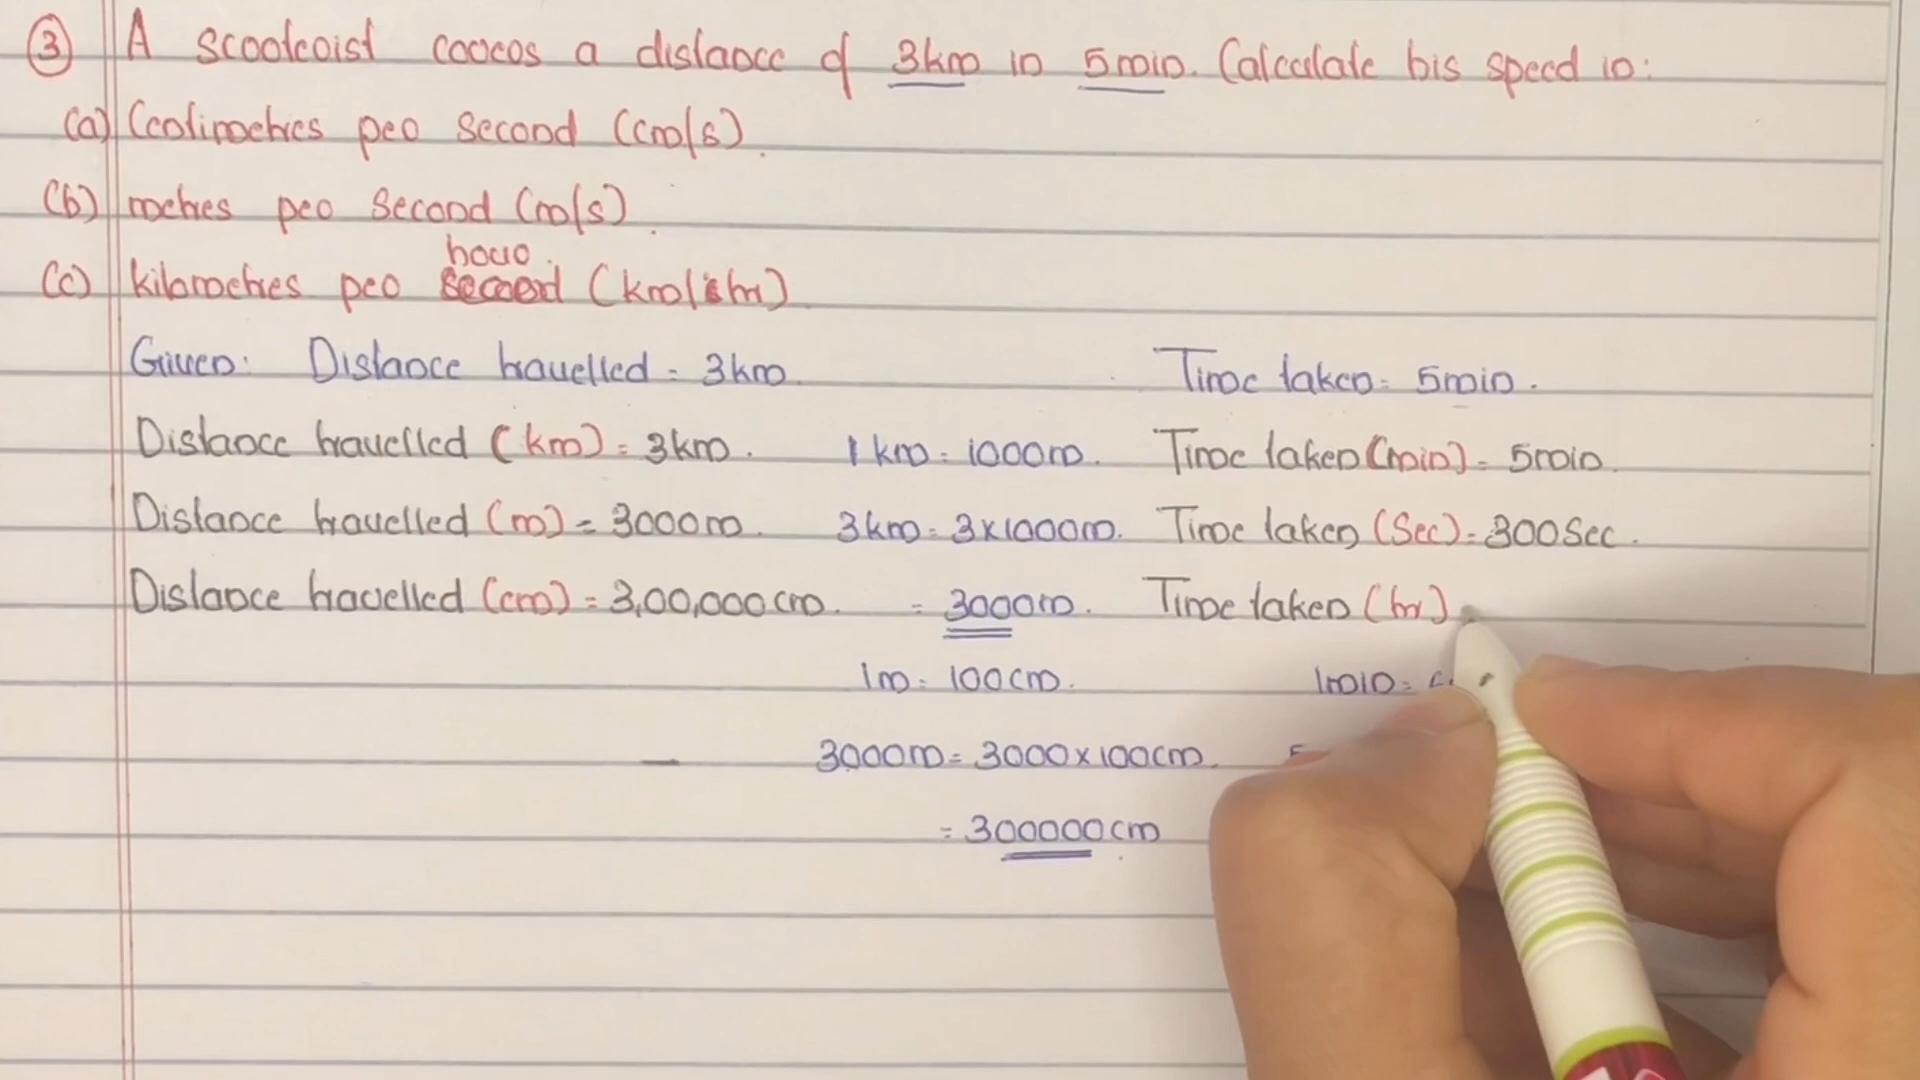 3 A scooterist covers a distance of 3km in 5min. Calculate his speed in:
(a) Centimetres per second (cm/s).
(b) metres per second (m/s).
hour
(c) kilometres per second (km/hr)
Given: Distance travelled = 3km. Time taken = 5min.
Distance travelled (km) = 3km. 1km = 1000m. Time taken (min) = 5min.
Distance travelled (m) = 3000m. 3km = 3x1000m. Time taken (Sec) = 300Sec.
Distance travelled (cm) = 3,00,000cm. = 3000m. Time taken (hr)
1m = 100cm. 1min =
3000m = 3000x100cm.
= 300000cm